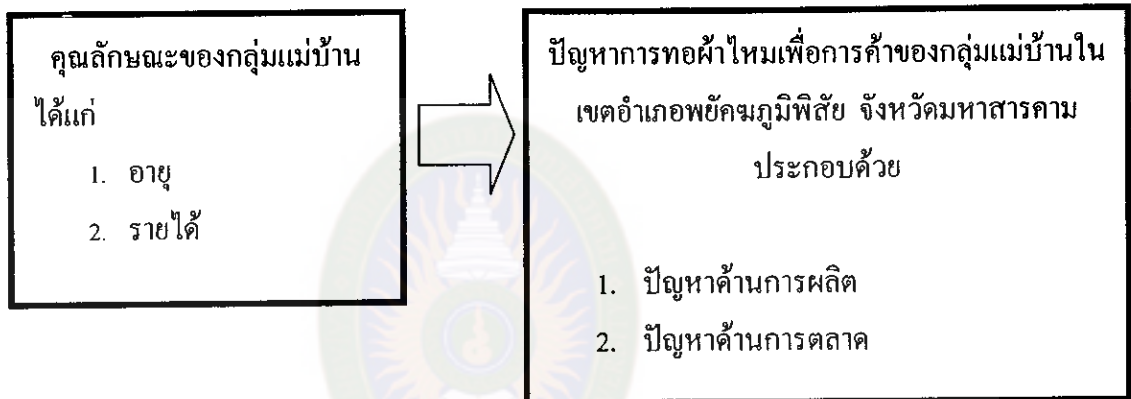 คุณลักษณะของกลุ่มแม่บ้าน
ได้แก่
1. อายุ
2. รายได้
ปัญหาการทอผ้าไหมเพื่อการค้าของกลุ่มแม่บ้านใน
เขตอำเภอพยัคฆภูมิพิสัย จังหวัดมหาสารคาม
ประกอบด้วย
1. ปัญหาด้านการผลิต
2. ปัญหาด้านการตลาด